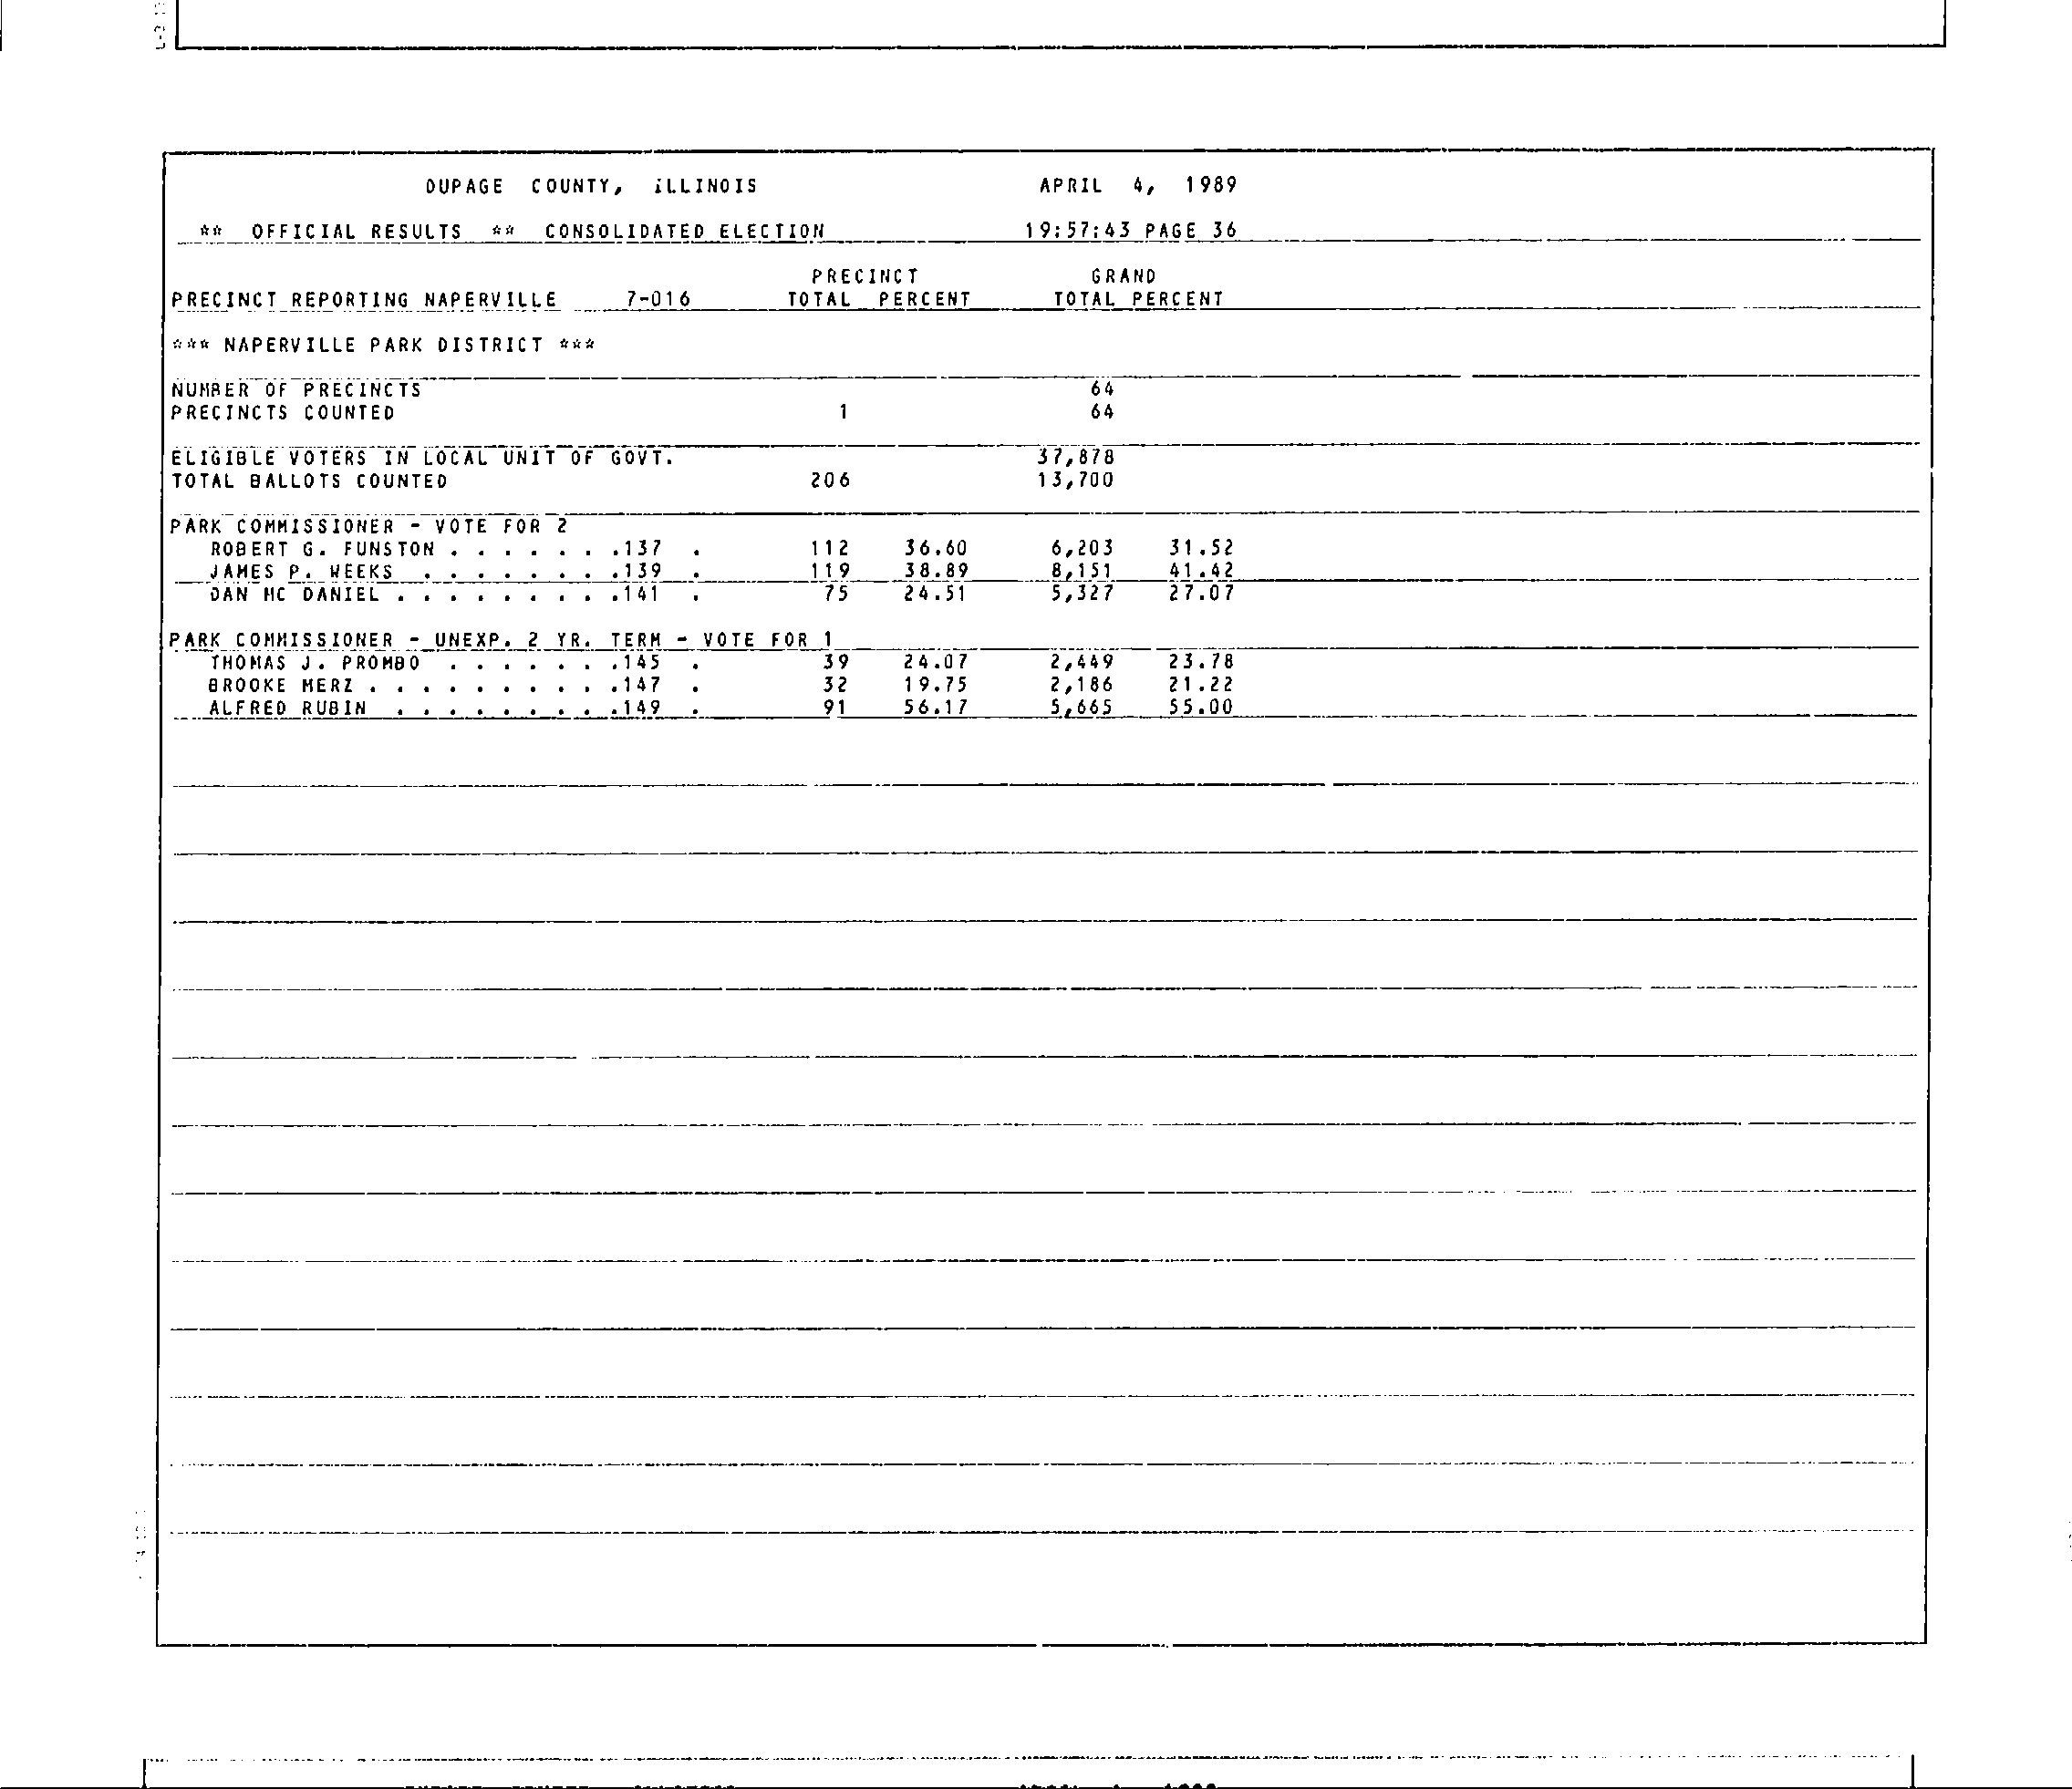 DUPAGE COUNTY, ILLINOIS APRIL 4, 1989
** OFFICIAL RESULTS ** CONSOLIDATED ELECTION 19:57:43 PAGE 36
PRECINCT GRAND
PRECINCT REPORTING NAPERVILLE 7-016 TOTAL PERCENT TOTAL PERCENT
*** NAPERVILLE PARK DISTRICT ***
NUMBER OF PRECINCTS 64
PRECINCTS COUNTED 1 64
ELIGIBLE VOTERS IN LOCAL UNIT OF GOVT. 37,878
TOTAL BALLOTS COUNTED 206 13,700
PARK COMMISSIONER - VOTE FOR 2
ROBERT G. FUNSTON . . . . . . .137 . 112 36.60 6,203 31.52
JAMES P. WEEKS . . . . . . . .139 . 119 38.89 8,151 41.42
DAN MC DANIEL . . . . . . . . .141 . 75 24.51 5,327 27.07
PARK COMMISSIONER - UNEXP. 2 YR. TERM - VOTE FOR 1
THOMAS J. PROMBO . . . . . . .145 . 39 24.07 2,449 23.78
BROOKE MERZ . . . . . . . . . .147 . 32 19.75 2,186 21.22
ALFRED RUBIN . . . . . . . . .149 . 91 56.17 5,665 55.00